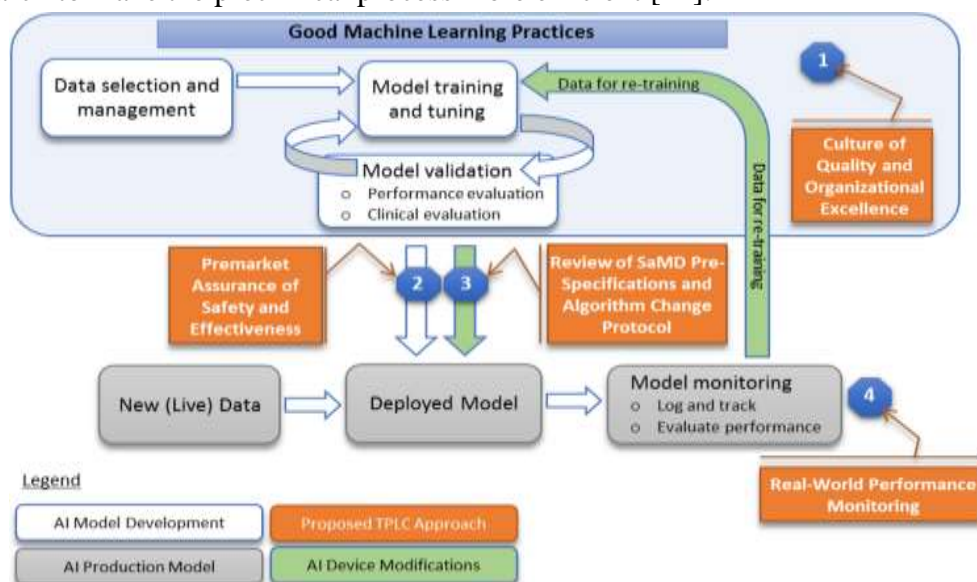 Good Machine Learning Practices
Data selection and
management
Model training
and tuning
Data for re-training
1
Culture of
Quality and
Organizational
Excellence
Model validation
o Performance evaluation
o Clinical evaluation
Data for re-training
Premarket
Assurance of
Safety and
Effectiveness
2
3
Review of SaMD Pre-
Specifications and
Algorithm Change
Protocol
New (Live) Data
Deployed Model
Model monitoring
o Log and track
o Evaluate performance
4
Real-World Performance
Monitoring
Legend
AI Model Development
Proposed TPLC Approach
AI Production Model
AI Device Modifications